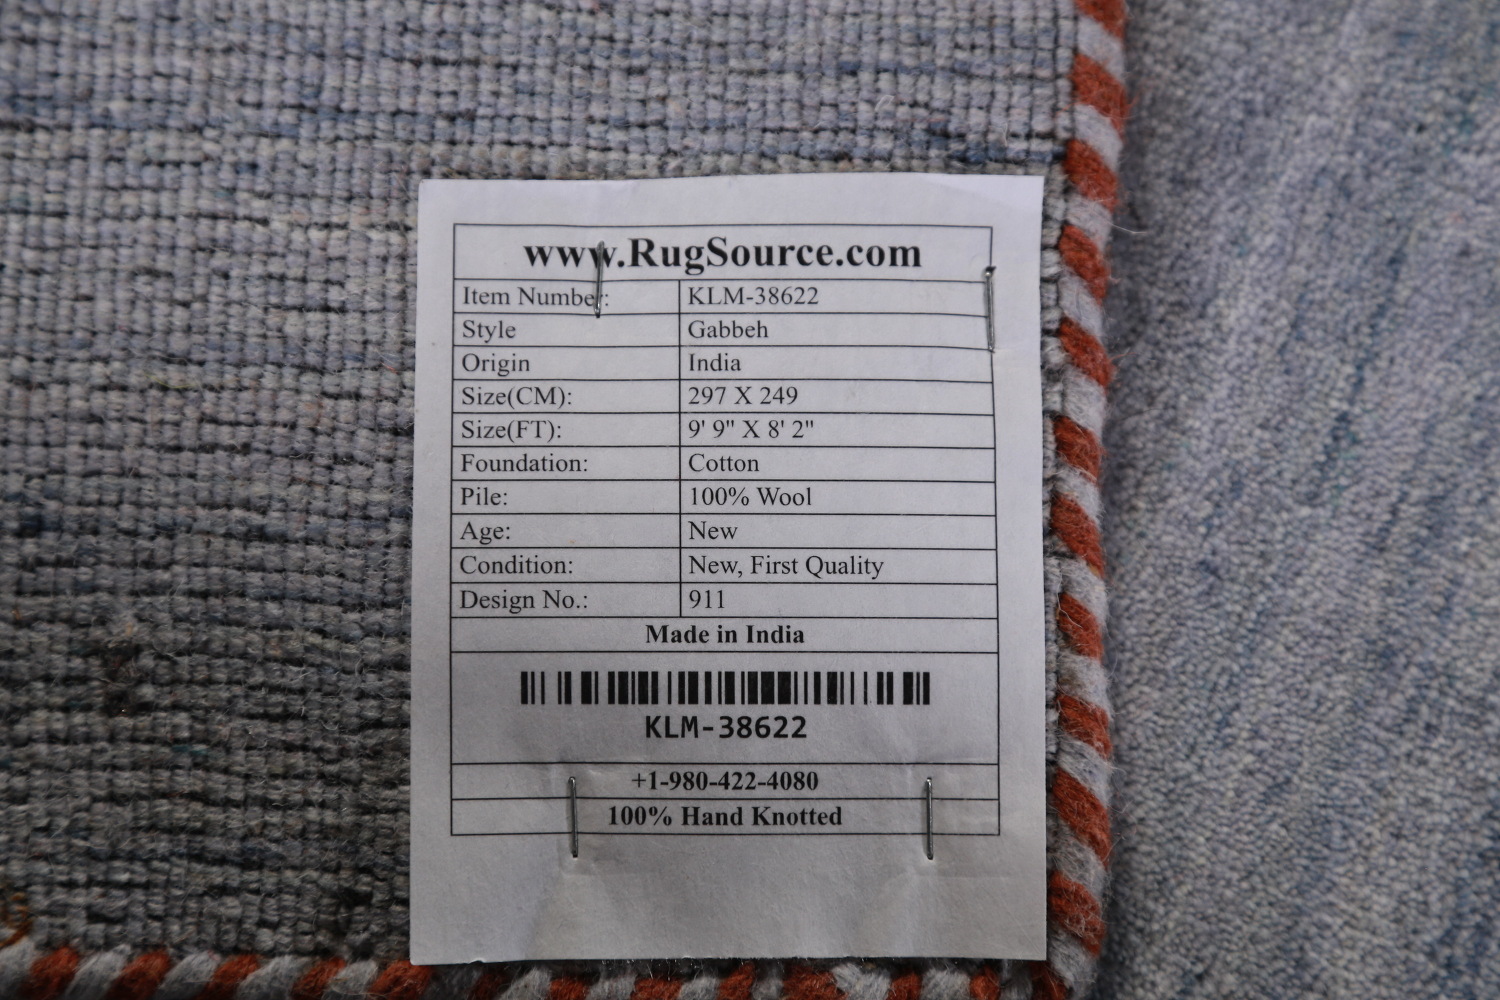 www.RugSource.com
Item Number: KLM-38622
Style Gabbeh
Origin India
Size(CM): 297 X 249
Size(FT): 9' 9" X 8' 2"
Foundation: Cotton
Pile: 100% Wool
Age: New
Condition: New, First Quality
Design No.: 911
Made in India
KLM-38622
+1-980-422-4080
100% Hand Knotted